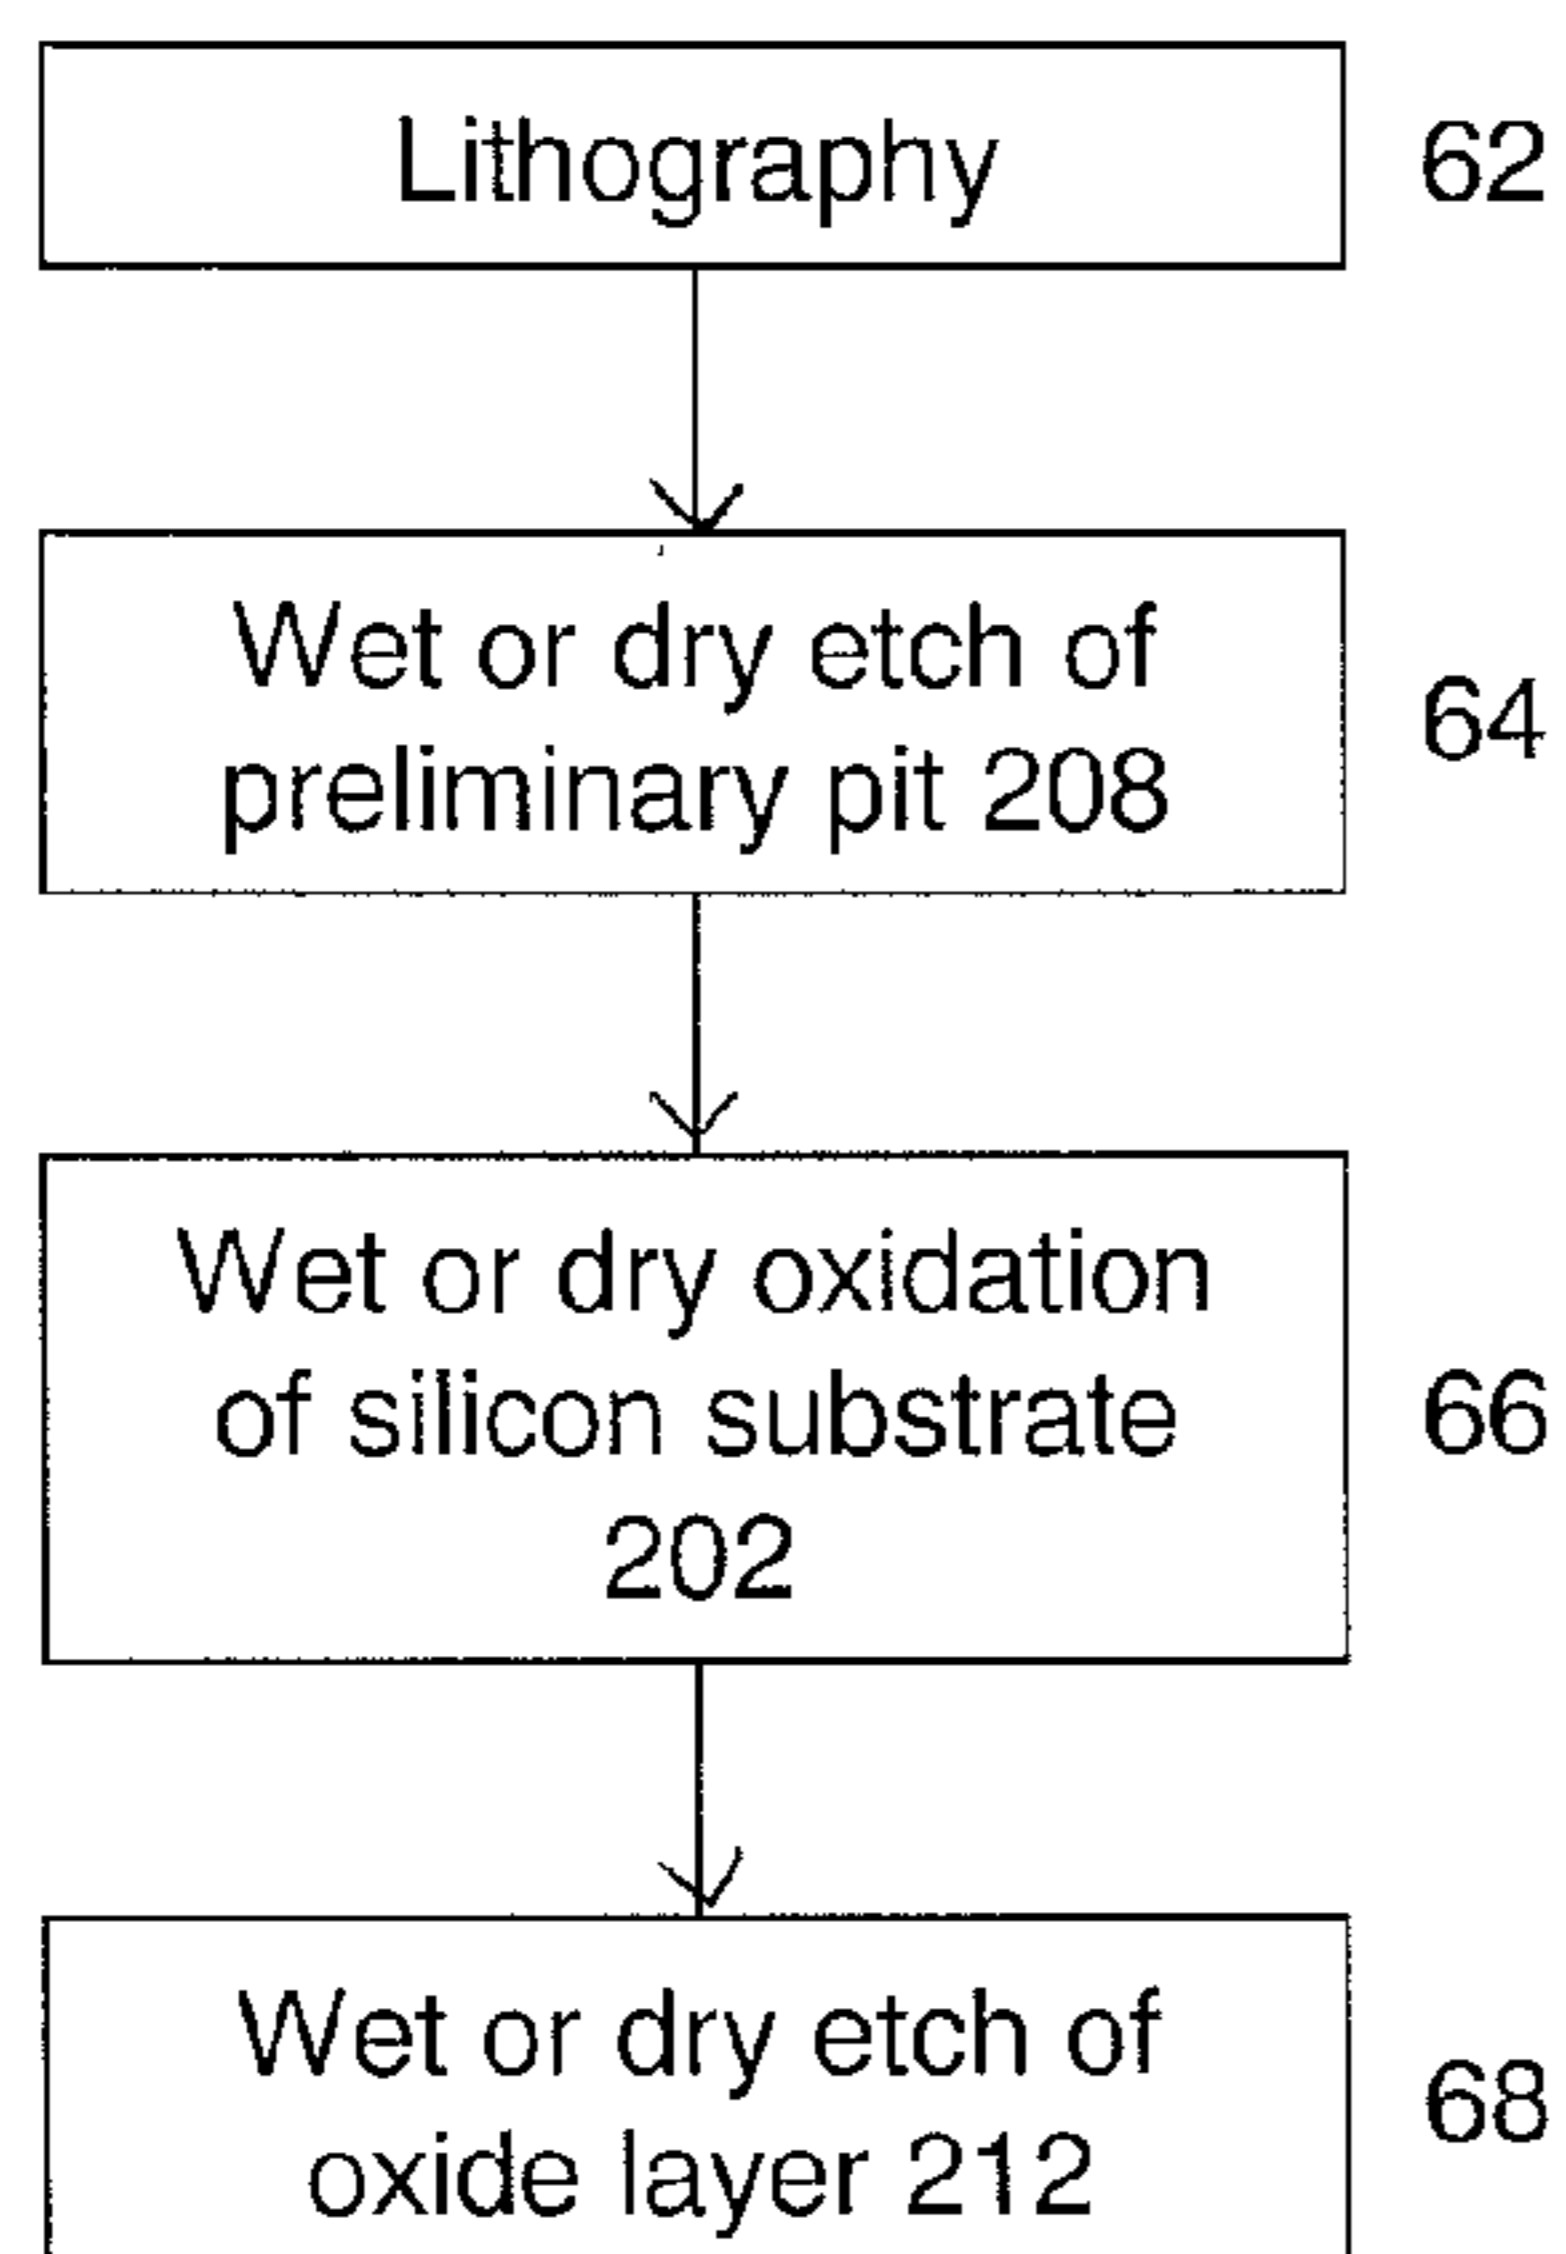 Lithography
62
Wet or dry etch of
preliminary pit 208
64
Wet or dry oxidation
of silicon substrate
202
66
Wet or dry etch of
oxide layer 212
68